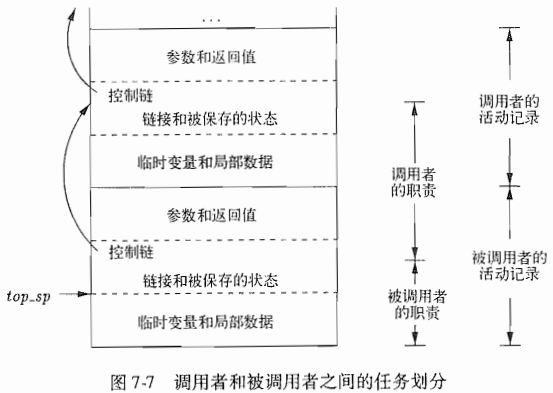 ...
参数和返回值
控制链
链接和被保存的状态
临时变量和局部数据
参数和返回值
控制链
链接和被保存的状态
top_sp
临时变量和局部数据
调用者
的职责
被调用者
的职责
调用者的
活动记录
被调用者的
活动记录
图 7-7 调用者和被调用者之间的任务划分